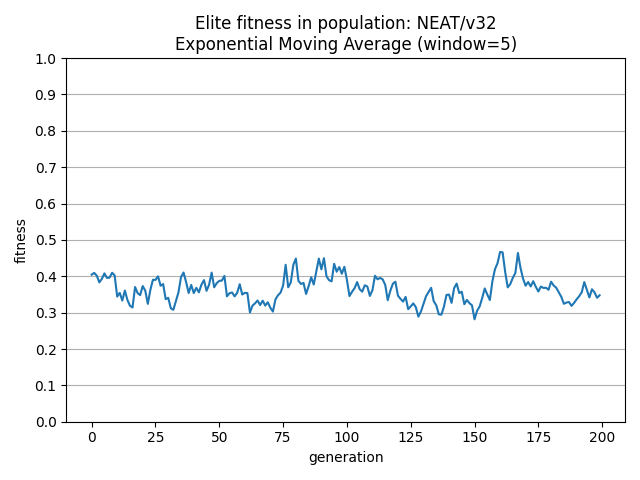 Elite fitness in population: NEAT/v32
Exponential Moving Average (window=5)
1.0
0.9
0.8
0.7
0.6
0.5
0.4
0.3
0.2
0.1
0.0
fitness
0 25 50 75 100 125 150 175 200
generation